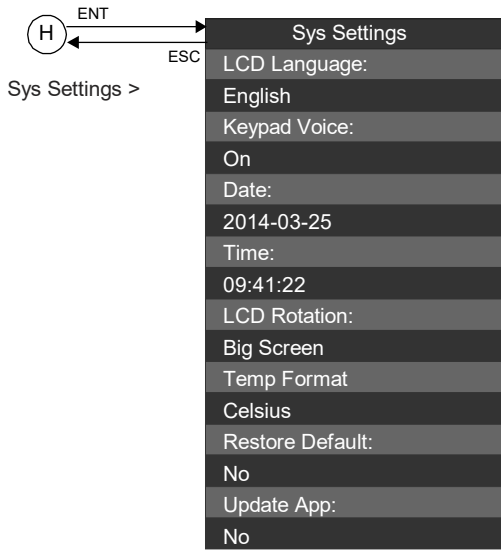 ENT
H
ESC
Sys Settings >
Sys Settings
LCD Language:
English
Keypad Voice:
On
Date:
2014-03-25
Time:
09:41:22
LCD Rotation:
Big Screen
Temp Format
Celsius
Restore Default:
No
Update App:
No